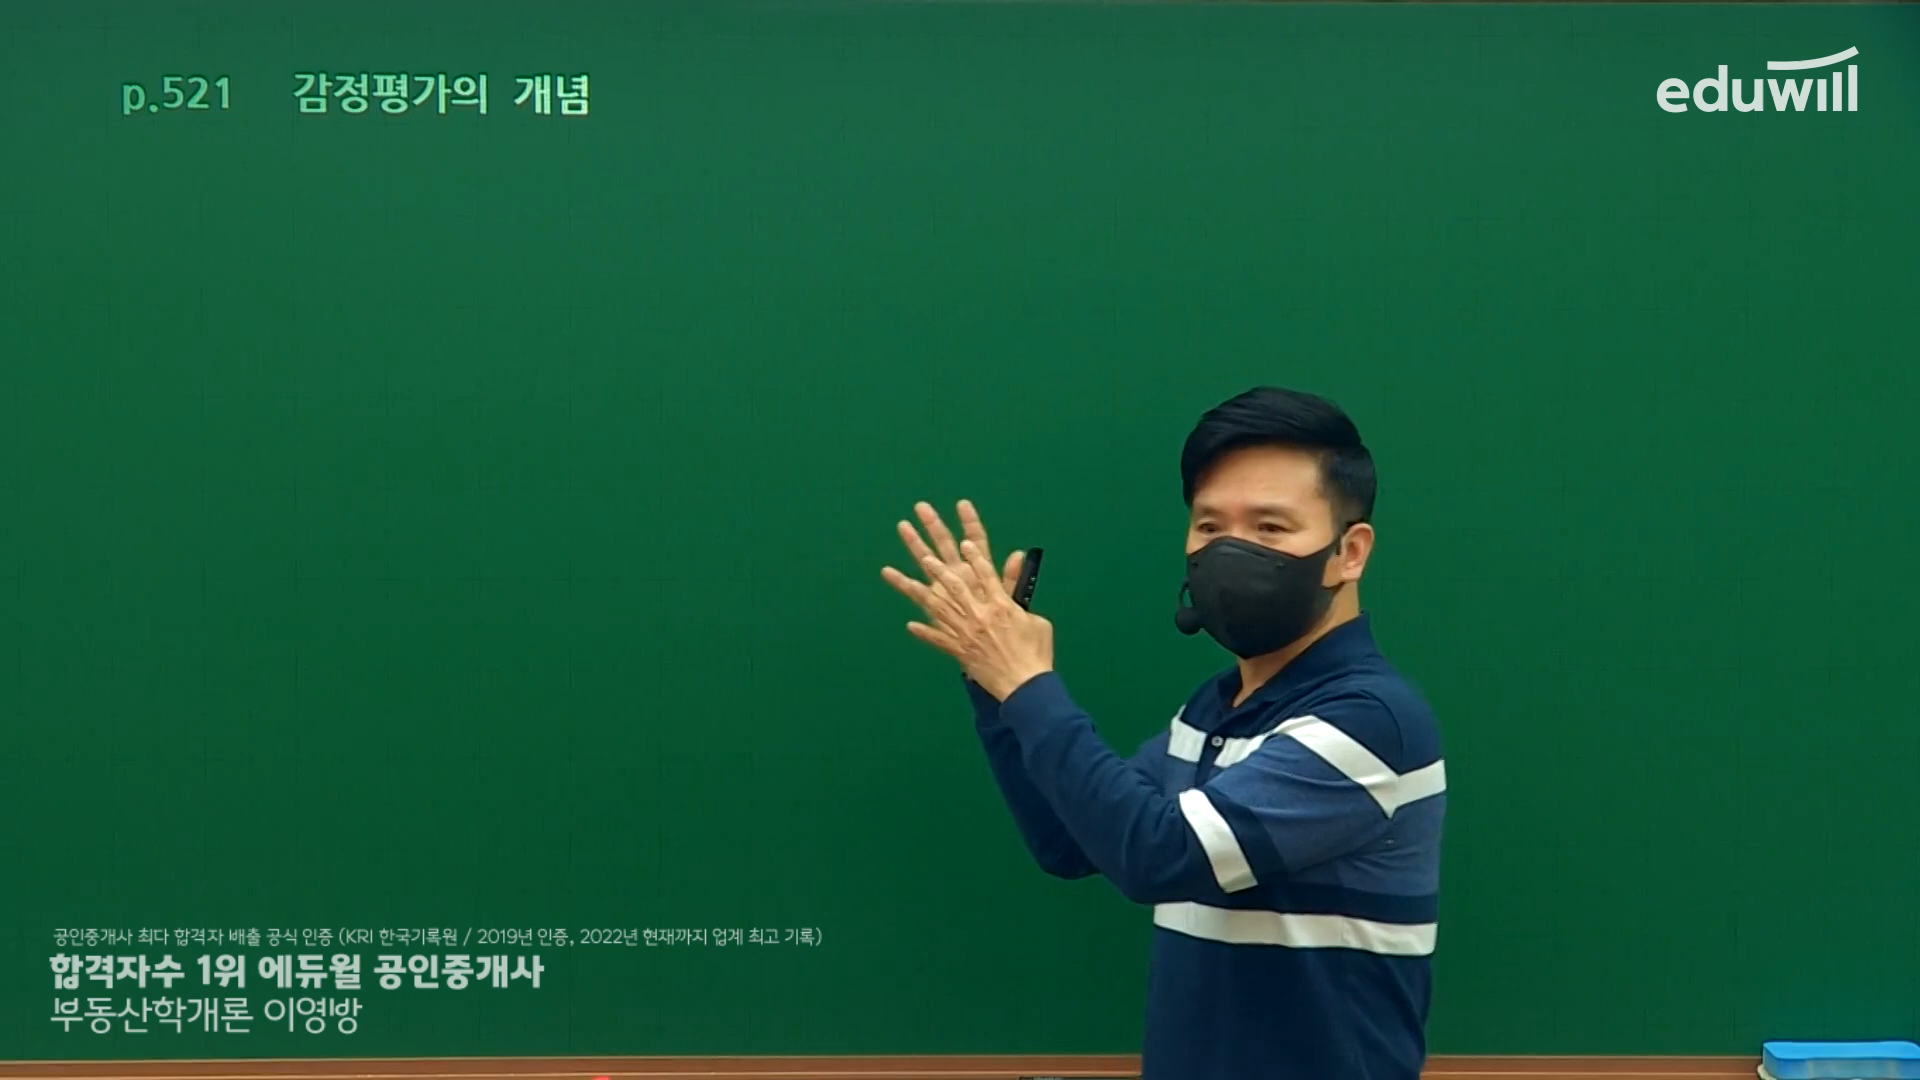 p.521 감정평가의 개념
eduwill
공인중개사 최다 합격자 배출 공식 인증 (KRI 한국기록원 / 2019년 인증, 2022년 현재까지 업계 최고 기록)
합격자수 1위 에듀윌 공인중개사
부동산학개론 이영방